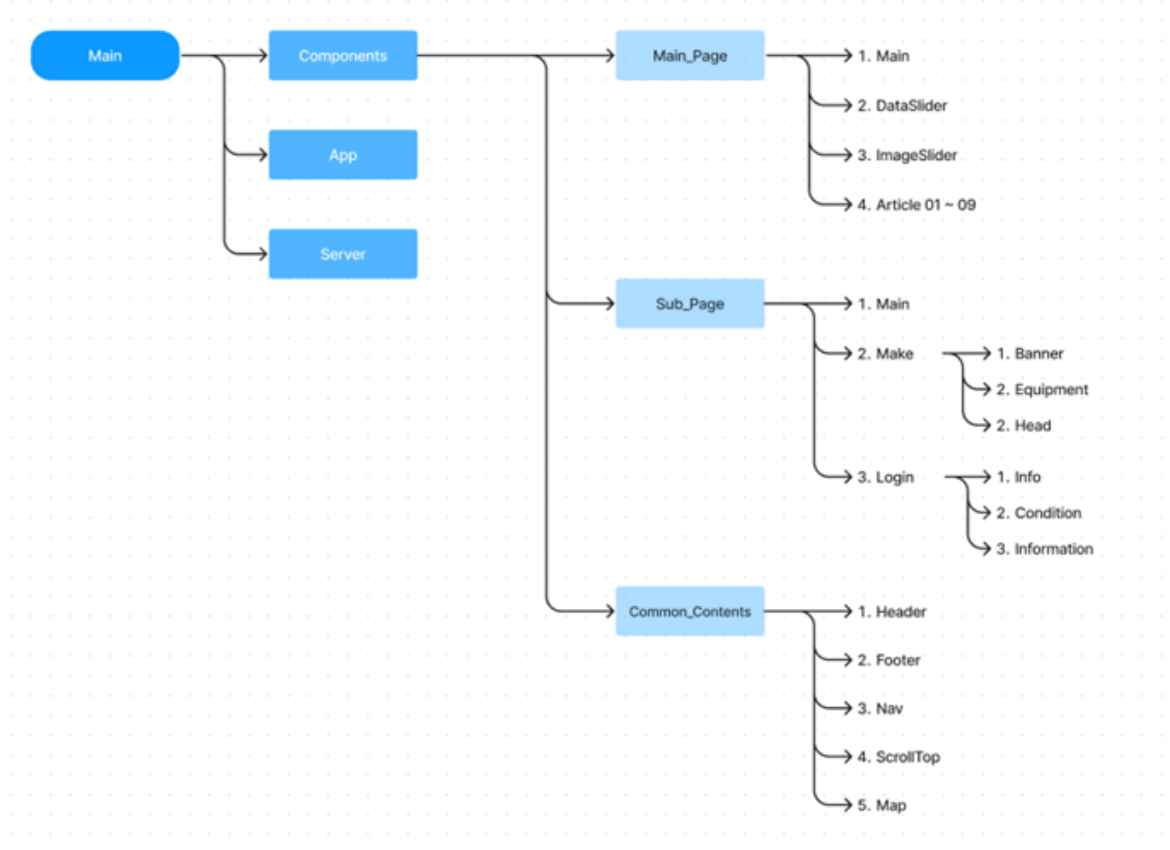 Main
Components
App
Server
Main_Page
1. Main
2. DataSlider
3. ImageSlider
4. Article 01 ~ 09
Sub_Page
1. Main
2. Make
1. Banner
2. Equipment
2. Head
3. Login
1. Info
2. Condition
3. Information
Common_Contents
1. Header
2. Footer
3. Nav
4. ScrollTop
5. Map